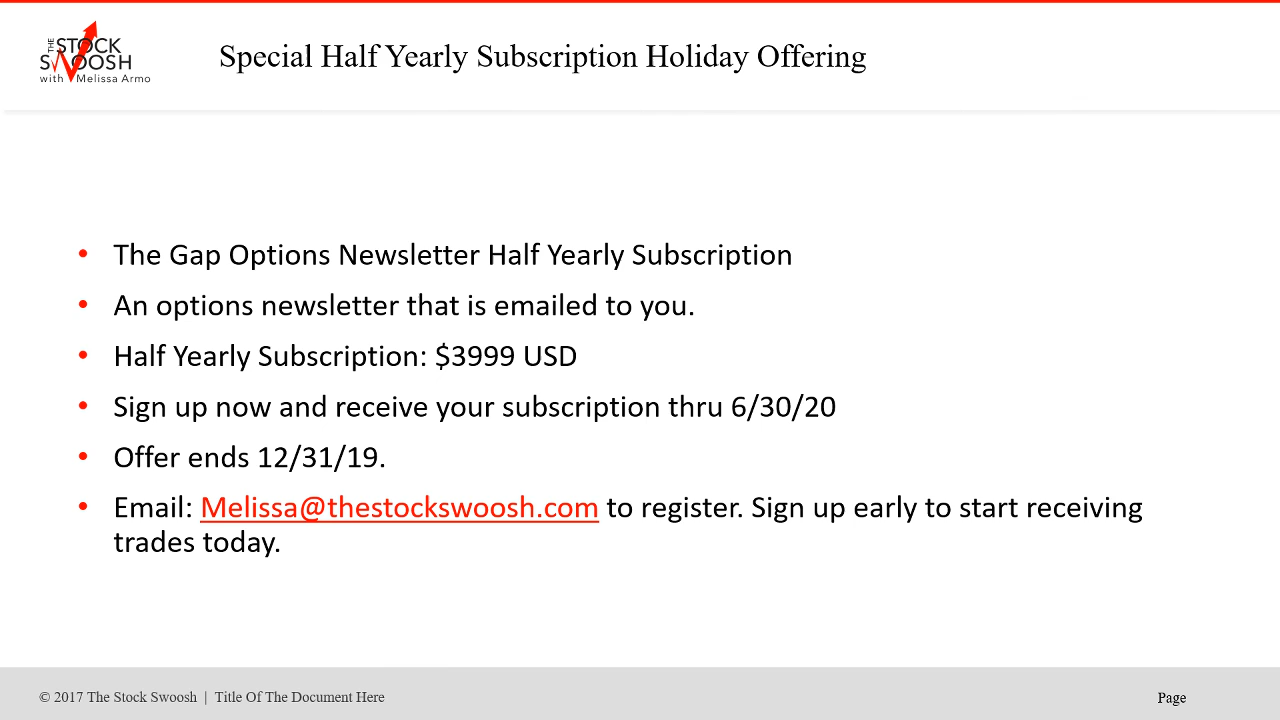 THE STOCK
SWOOSH
with Melissa Armo
Special Half Yearly Subscription Holiday Offering
• The Gap Options Newsletter Half Yearly Subscription
• An options newsletter that is emailed to you.
• Half Yearly Subscription: $3999 USD
• Sign up now and receive your subscription thru 6/30/20
• Offer ends 12/31/19.
• Email: Melissa@thestockswoosh.com to register. Sign up early to start receiving
trades today.
© 2017 The Stock Swoosh | Title Of The Document Here
Page